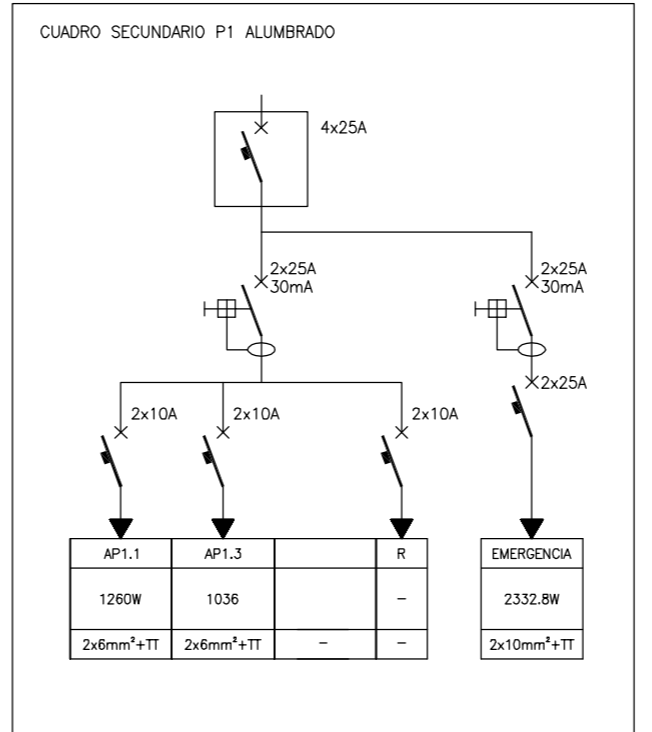 CUADRO SECUNDARIO P1 ALUMBRADO
4x25A
2x25A
30mA
2x25A
30mA
2x25A
2x10A
2x10A
2x10A
AP1.1 AP1.3 R EMERGENCIA
1260W 1036 – 2332.8W
2x6mm²+TT 2x6mm²+TT – – 2x10mm²+TT